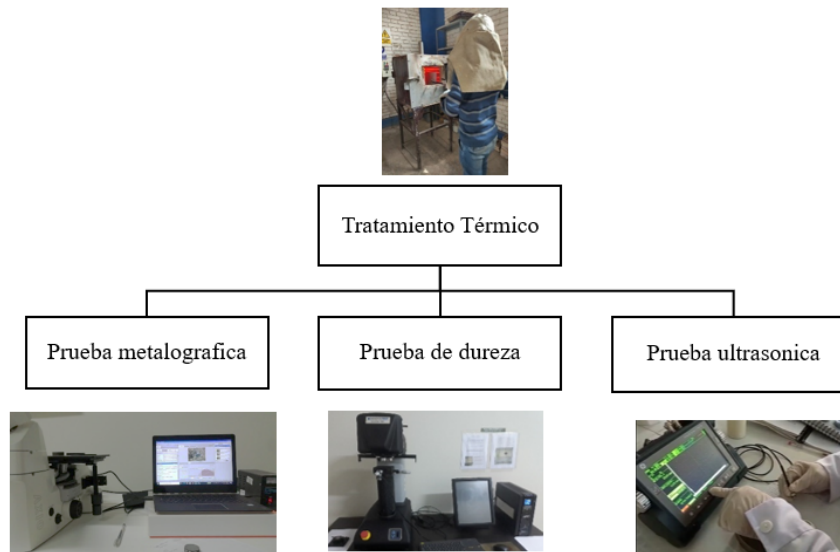 Tratamiento Térmico
Prueba metalografica
Prueba de dureza
Prueba ultrasonica